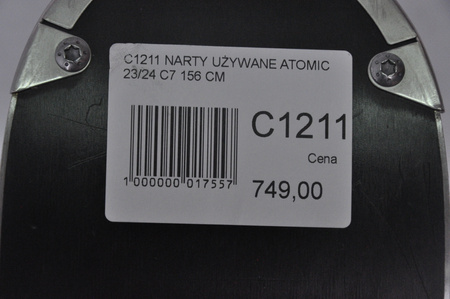 C1211 NARTY UŻYWANE ATOMIC
23/24 C7 156 CM
C1211
Cena
1 000000 017557
749,00